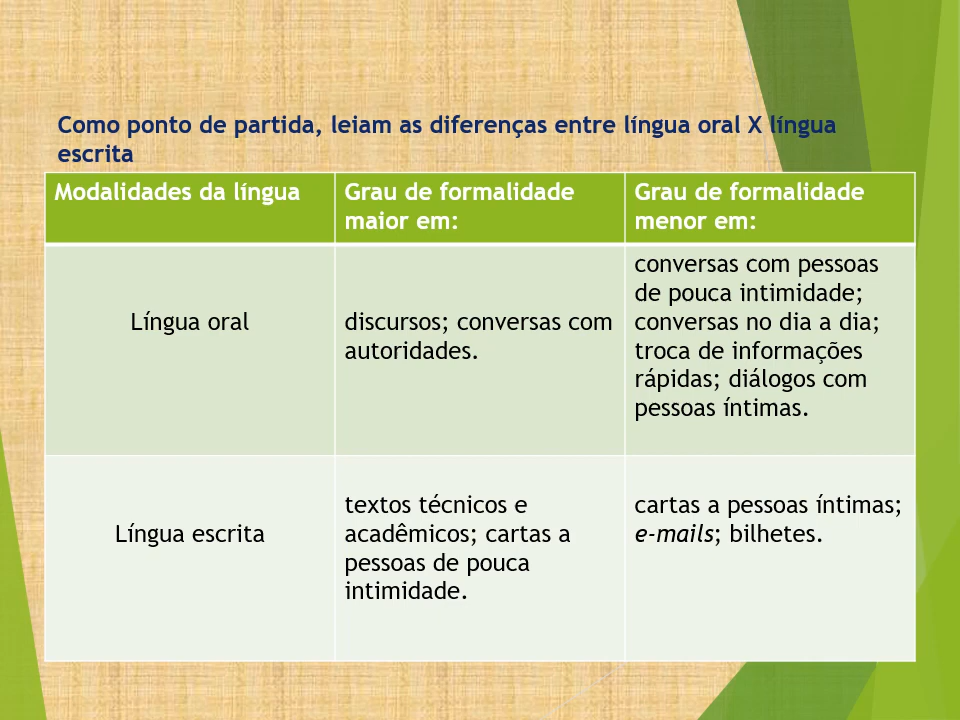 Como ponto de partida, leiam as diferenças entre língua oral X língua
escrita
Modalidades da língua
Grau de formalidade
maior em:
Grau de formalidade
menor em:
Língua oral
discursos; conversas com
autoridades.
conversas com pessoas
de pouca intimidade;
conversas no dia a dia;
troca de informações
rápidas; diálogos com
pessoas íntimas.
Língua escrita
textos técnicos e
acadêmicos; cartas a
pessoas de pouca
intimidade.
cartas a pessoas íntimas;
e-mails; bilhetes.